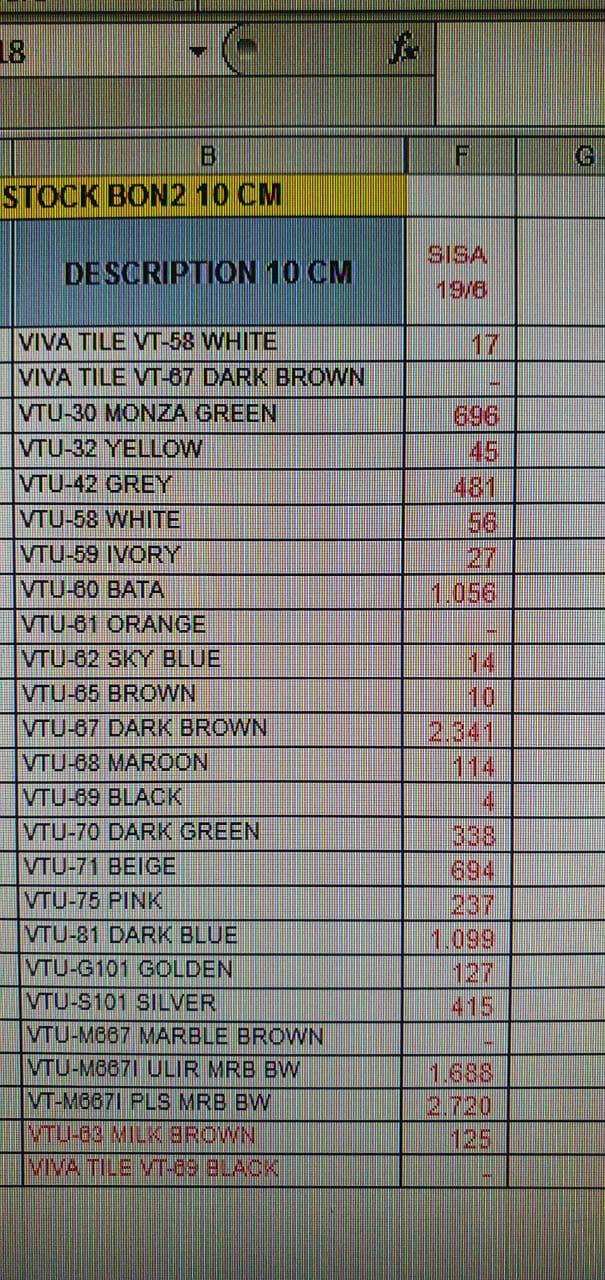 18 fx
B F G
STOCK BON2 10 CM
DESCRIPTION 10 CM SISA 19/6
VIVA TILE VT-58 WHITE 17
VIVA TILE VT-67 DARK BROWN -
VTU-30 MONZA GREEN 696
VTU-32 YELLOW 45
VTU-42 GREY 481
VTU-58 WHITE 56
VTU-59 IVORY 27
VTU-60 BATA 1.056
VTU-61 ORANGE -
VTU-62 SKY BLUE 14
VTU-65 BROWN 10
VTU-67 DARK BROWN 2.341
VTU-68 MAROON 114
VTU-69 BLACK 4
VTU-70 DARK GREEN 338
VTU-71 BEIGE 694
VTU-75 PINK 237
VTU-81 DARK BLUE 1.099
VTU-G101 GOLDEN 127
VTU-S101 SILVER 415
VTU-M667 MARBLE BROWN -
VTU-M667I ULIR MRB BW 1.688
VT-M667I PLS MRB BW 2.720
VTU-63 MILK BROWN 125
VIVA TILE VT-69 BLACK -